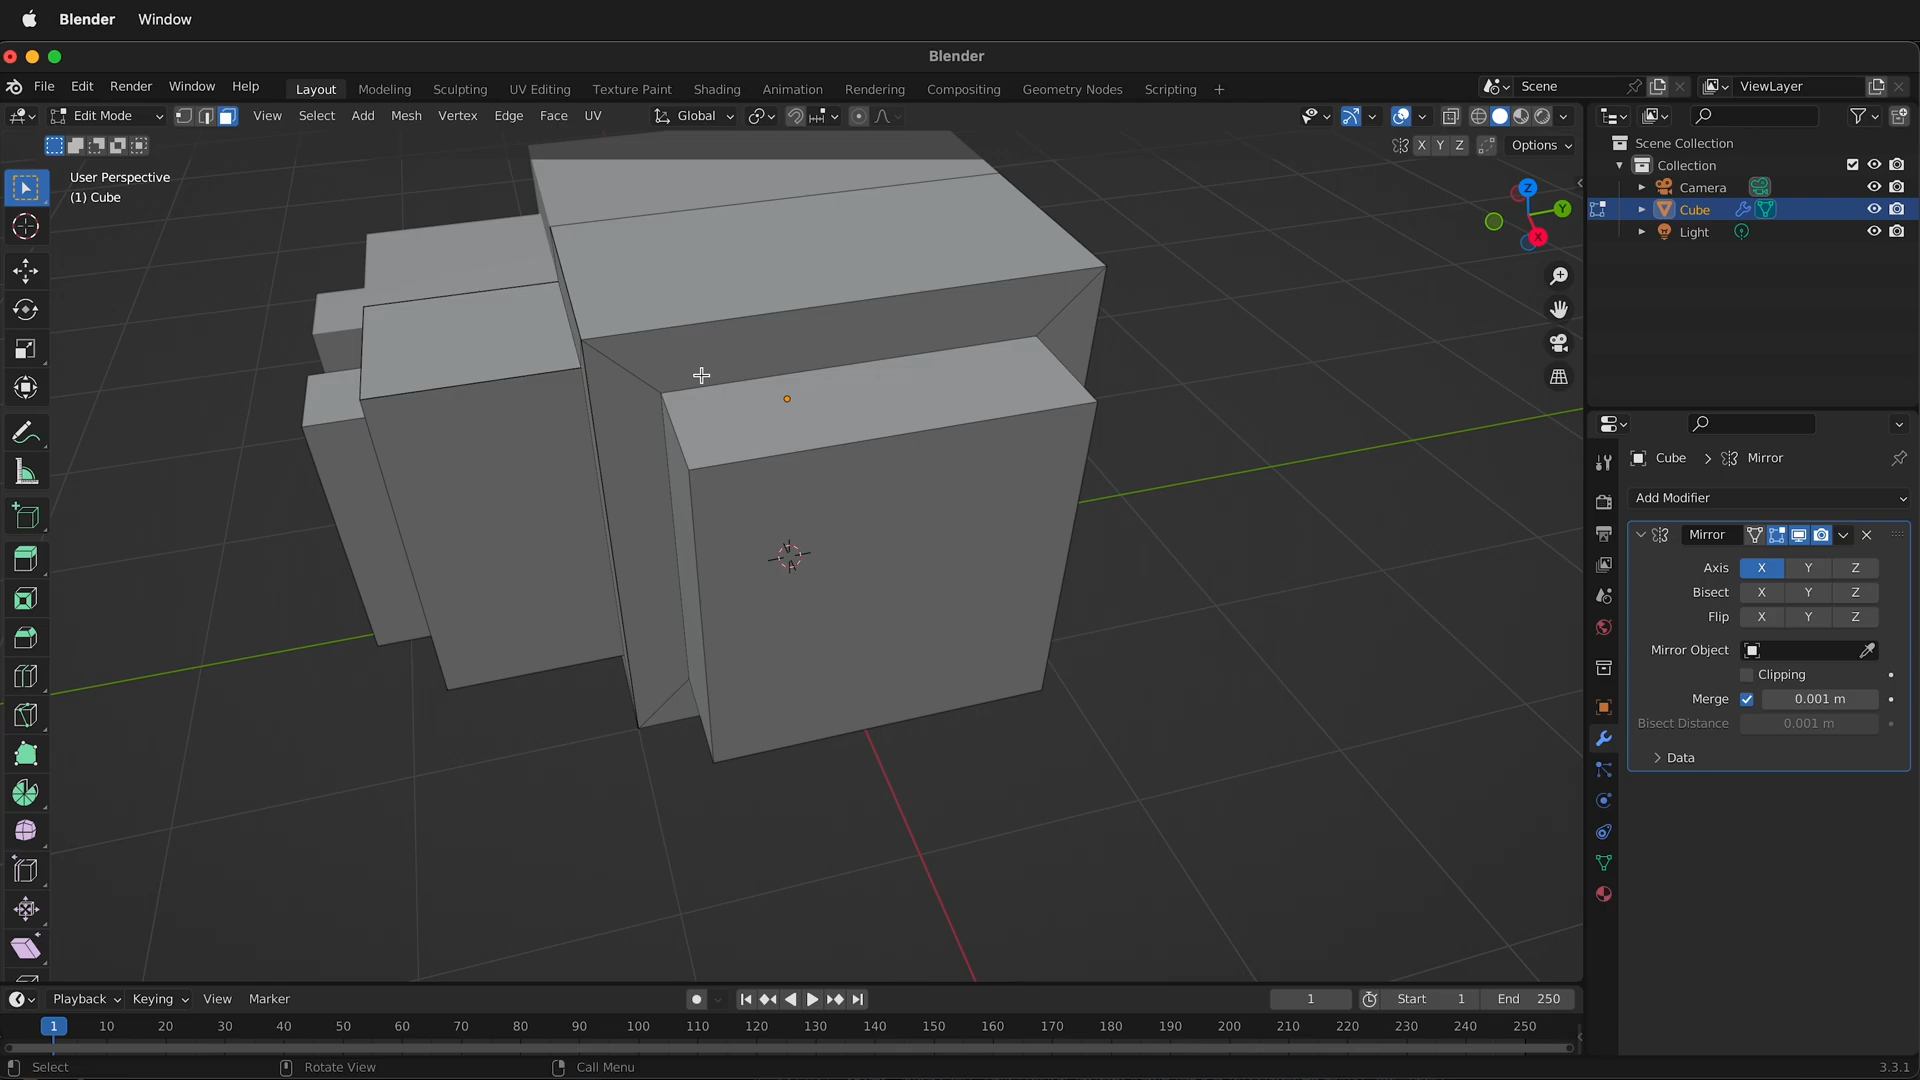 Blender Window
Blender
File Edit Render Window Help Layout Modeling Sculpting UV Editing Texture Paint Shading Animation Rendering Compositing Geometry Nodes Scripting + Scene ViewLayer
Edit Mode View Select Add Mesh Vertex Edge Face UV Global
X Y Z Options
User Perspective
(1) Cube
Z
Y
X
Scene Collection
Collection
Camera
Cube
Light
Cube > Mirror
Add Modifier
Mirror
Axis X Y Z
Bisect X Y Z
Flip X Y Z
Mirror Object
Clipping
Merge 0.001 m
Bisect Distance 0.001 m
Data
Playback Keying View Marker 1 Start 1 End 250
1 10 20 30 40 50 60 70 80 90 100 110 120 130 140 150 160 170 180 190 200 210 220 230 240 250
Select Rotate View Call Menu 3.3.1